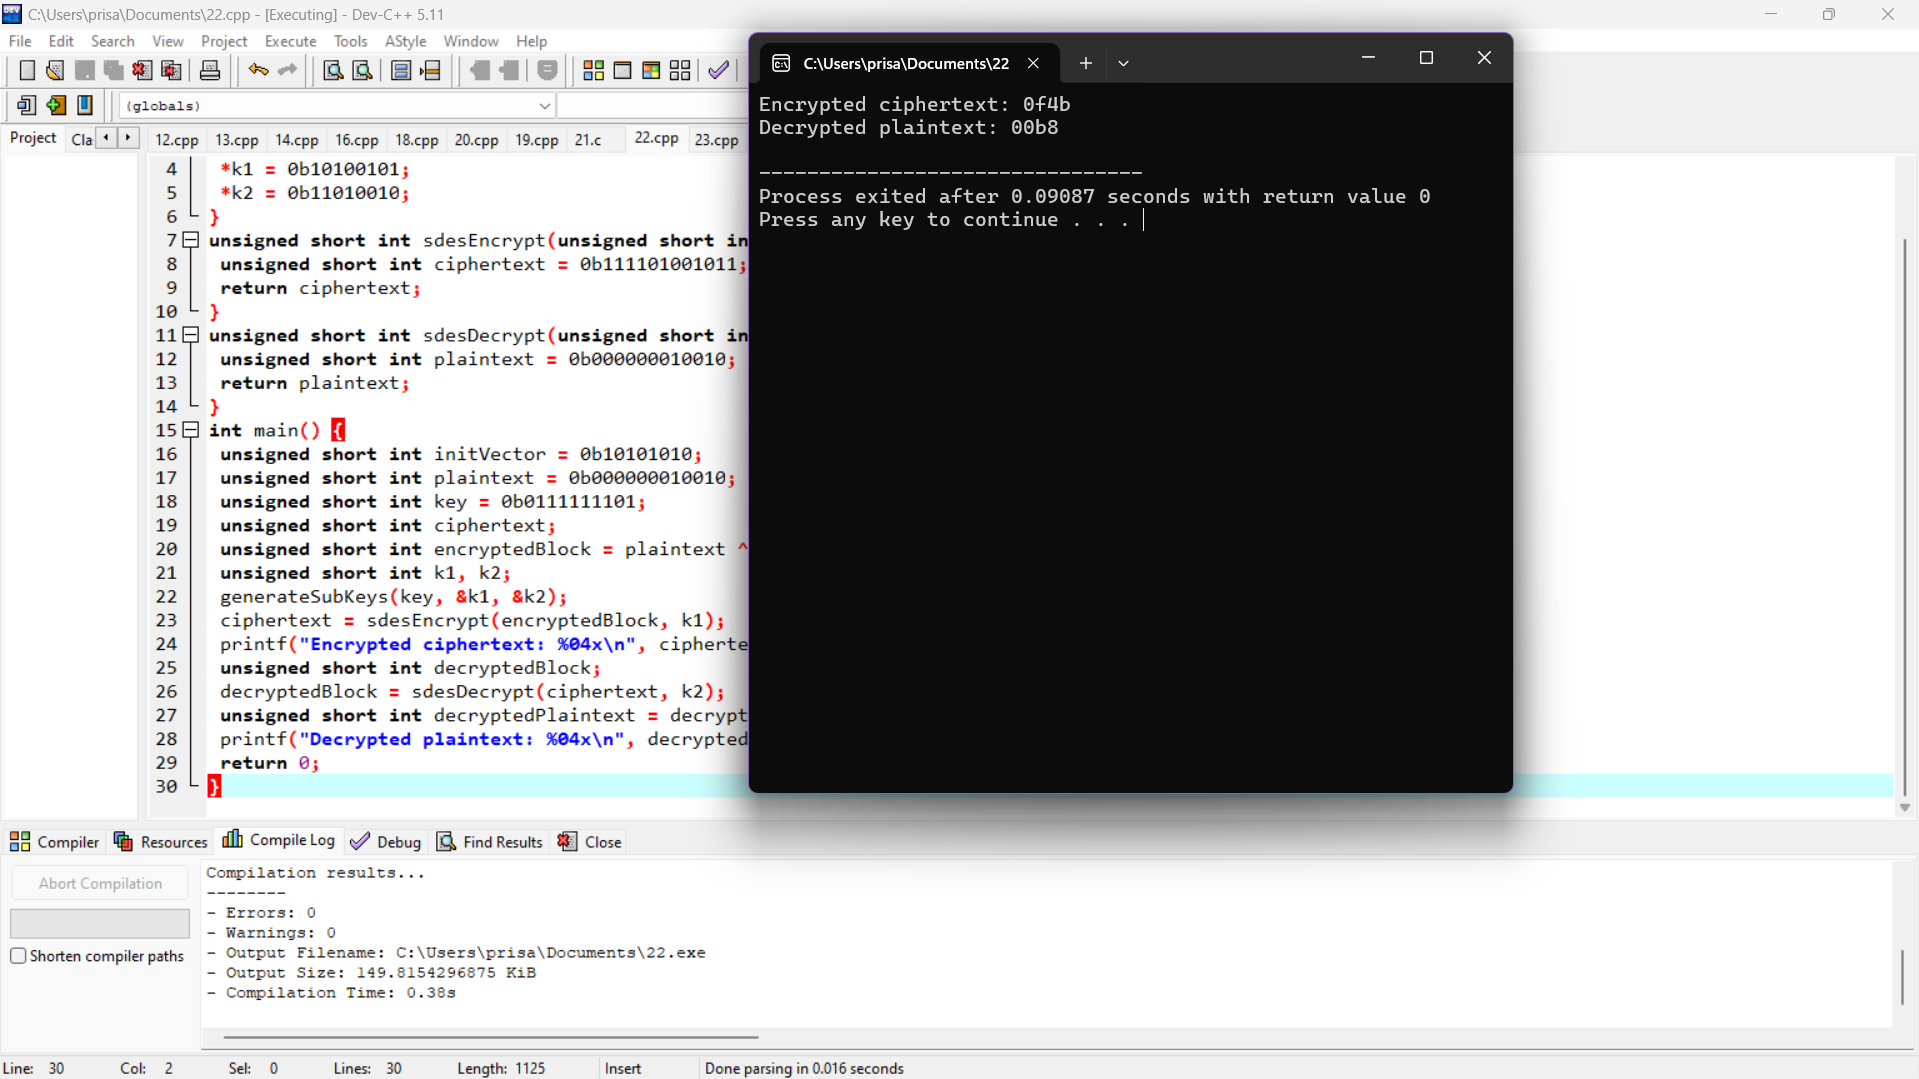 C:\Users\prisa\Documents\22.cpp - [Executing] - Dev-C++ 5.11
File Edit Search View Project Execute Tools AStyle Window Help
(globals)
Project Cla 12.cpp 13.cpp 14.cpp 16.cpp 18.cpp 20.cpp 19.cpp 21.c 22.cpp 23.cpp
4 *k1 = 0b10100101;
5 *k2 = 0b11010010;
6 }
7 unsigned short int sdesEncrypt(unsigned short in
8 unsigned short int ciphertext = 0b111101001011;
9 return ciphertext;
10 }
11 unsigned short int sdesDecrypt(unsigned short in
12 unsigned short int plaintext = 0b000000010010;
13 return plaintext;
14 }
15 int main() {
16 unsigned short int initVector = 0b10101010;
17 unsigned short int plaintext = 0b000000010010;
18 unsigned short int key = 0b0111111101;
19 unsigned short int ciphertext;
20 unsigned short int encryptedBlock = plaintext ^
21 unsigned short int k1, k2;
22 generateSubKeys(key, &k1, &k2);
23 ciphertext = sdesEncrypt(encryptedBlock, k1);
24 printf("Encrypted ciphertext: %04x\n", cipherte
25 unsigned short int decryptedBlock;
26 decryptedBlock = sdesDecrypt(ciphertext, k2);
27 unsigned short int decryptedPlaintext = decrypt
28 printf("Decrypted plaintext: %04x\n", decrypted
29 return 0;
30 }
C:\Users\prisa\Documents\22
Encrypted ciphertext: 0f4b
Decrypted plaintext: 00b8
--------------------------------
Process exited after 0.09087 seconds with return value 0
Press any key to continue . . .
Compiler Resources Compile Log Debug Find Results Close
Abort Compilation
Shorten compiler paths
Compilation results...
--------
- Errors: 0
- Warnings: 0
- Output Filename: C:\Users\prisa\Documents\22.exe
- Output Size: 149.8154296875 KiB
- Compilation Time: 0.38s
Line: 30 Col: 2 Sel: 0 Lines: 30 Length: 1125 Insert Done parsing in 0.016 seconds